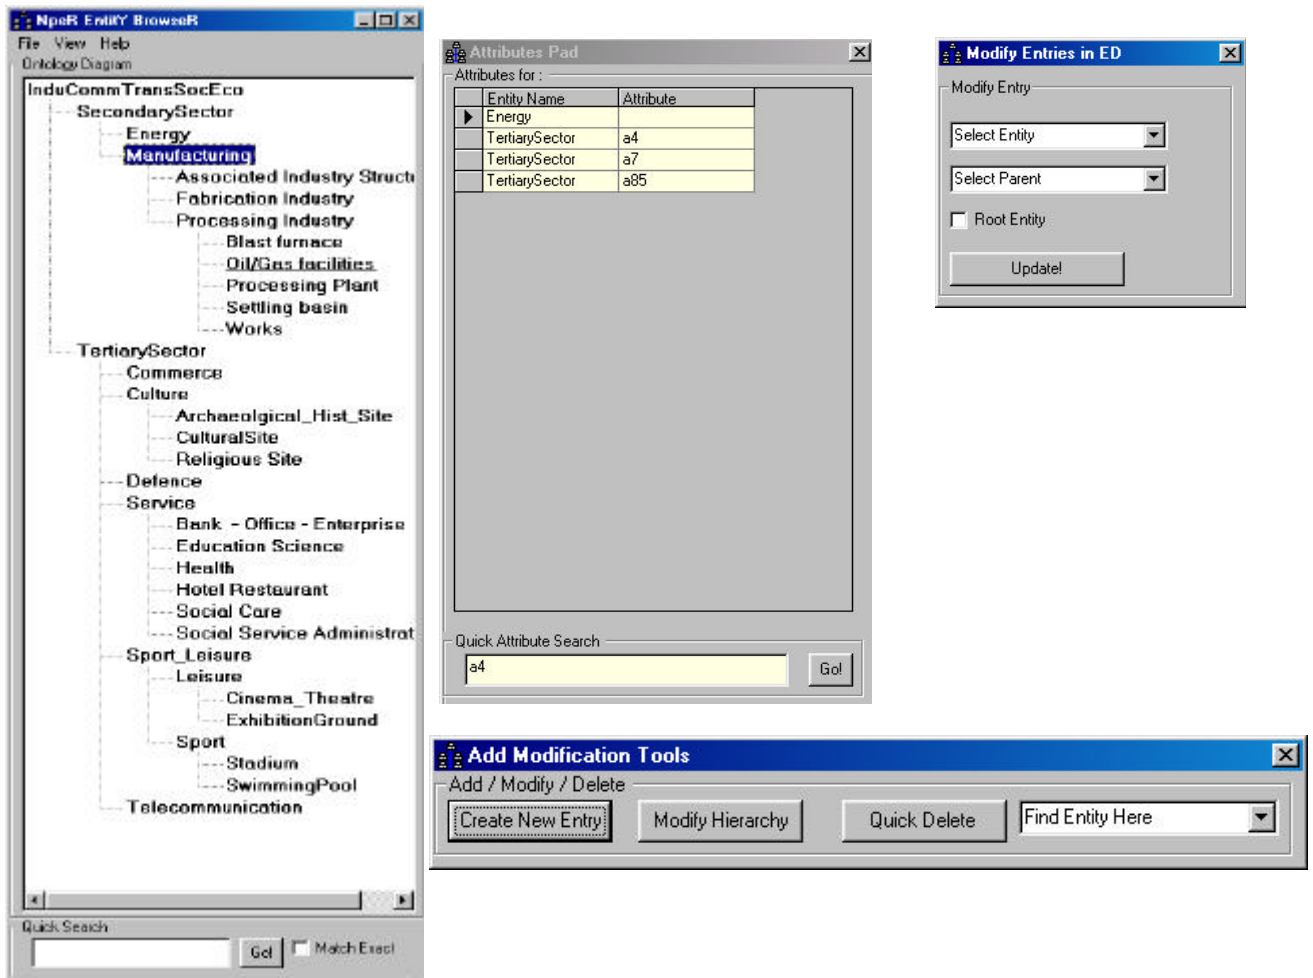 NpeR EntitY BrowseR
File View Help
Ontology Diagram
InduCommTransSocEco
SecondarySector
Energy
Manufacturing
Associated Industry Struct
Fabrication Industry
Processing Industry
Blast furnace
Oil/Gas facilities
Processing Plant
Settling basin
Works
TertiarySector
Commerce
Culture
Archaeolgical_Hist_Site
CulturalSite
Religious Site
Defence
Service
Bank - Office - Enterprise
Education Science
Health
Hotel Restaurant
Social Care
Social Service Administrat
Sport_Leisure
Leisure
Cinema_Theatre
ExhibitionGround
Sport
Stadium
SwimmingPool
Telecommunication
Quick Search
Go!
Match Exact
Attributes Pad
Attributes for :
Entity Name Attribute
Energy
TertiarySector a4
TertiarySector a7
TertiarySector a85
Quick Attribute Search
a4
Go!
Modify Entries in ED
Modify Entry
Select Entity
Select Parent
Root Entity
Update!
Add Modification Tools
Add / Modify / Delete
Create New Entry Modify Hierarchy Quick Delete Find Entity Here